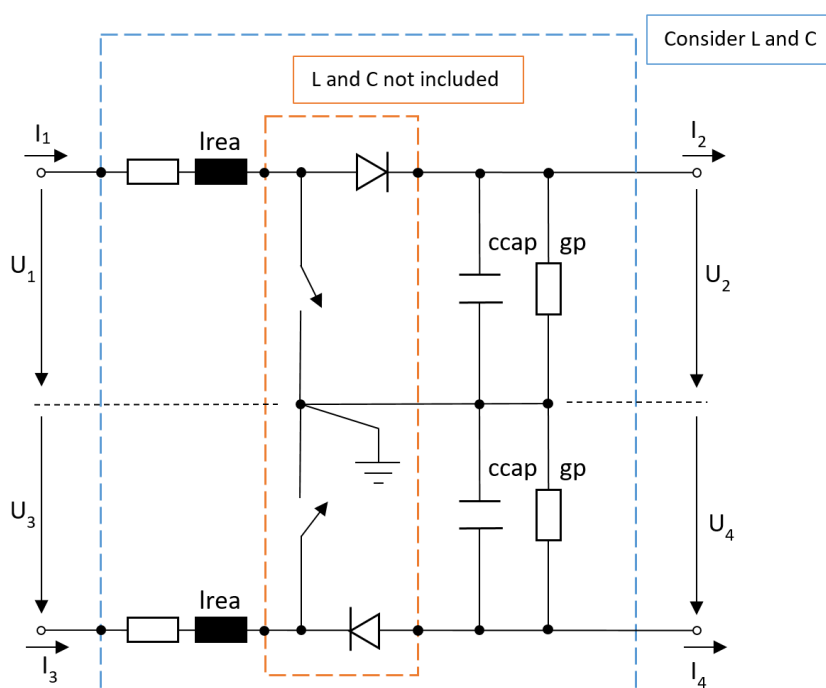 Consider L and C
L and C not included
I1
lrea
I2
U1
ccap
gp
U2
U3
ccap
gp
U4
lrea
I3
I4